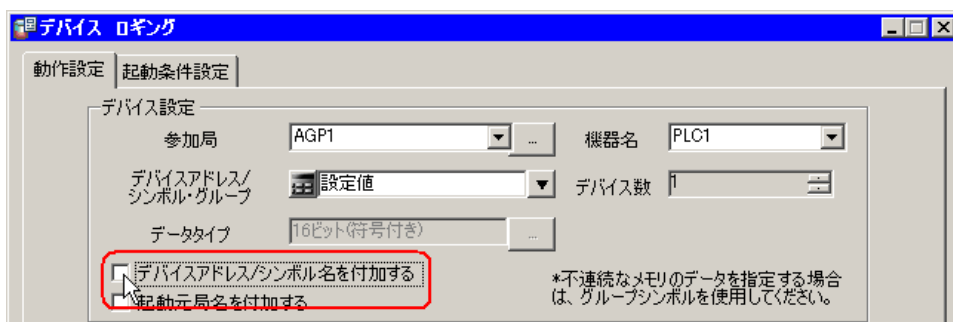 デバイス ロギング
動作設定 起動条件設定
デバイス設定
参加局 AGP1 ... 機器名 PLC1
デバイスアドレス/
シンボル・グループ 設定値 デバイス数 1
データタイプ 16ビット(符号付き) ...
デバイスアドレス/シンボル名を付加する
起動元局名を付加する
*不連続なメモリのデータを指定する場合
は、グループシンボルを使用してください。